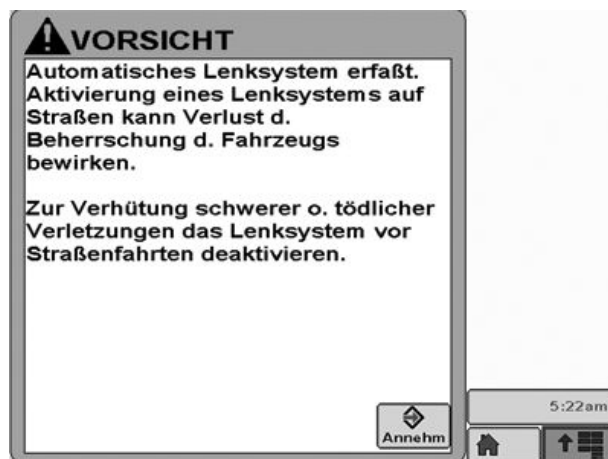 VORSICHT
Automatisches Lenksystem erfaßt.
Aktivierung eines Lenksystems auf
Straßen kann Verlust d.
Beherrschung d. Fahrzeugs
bewirken.
Zur Verhütung schwerer o. tödlicher
Verletzungen das Lenksystem vor
Straßenfahrten deaktivieren.
Annehm
5:22am